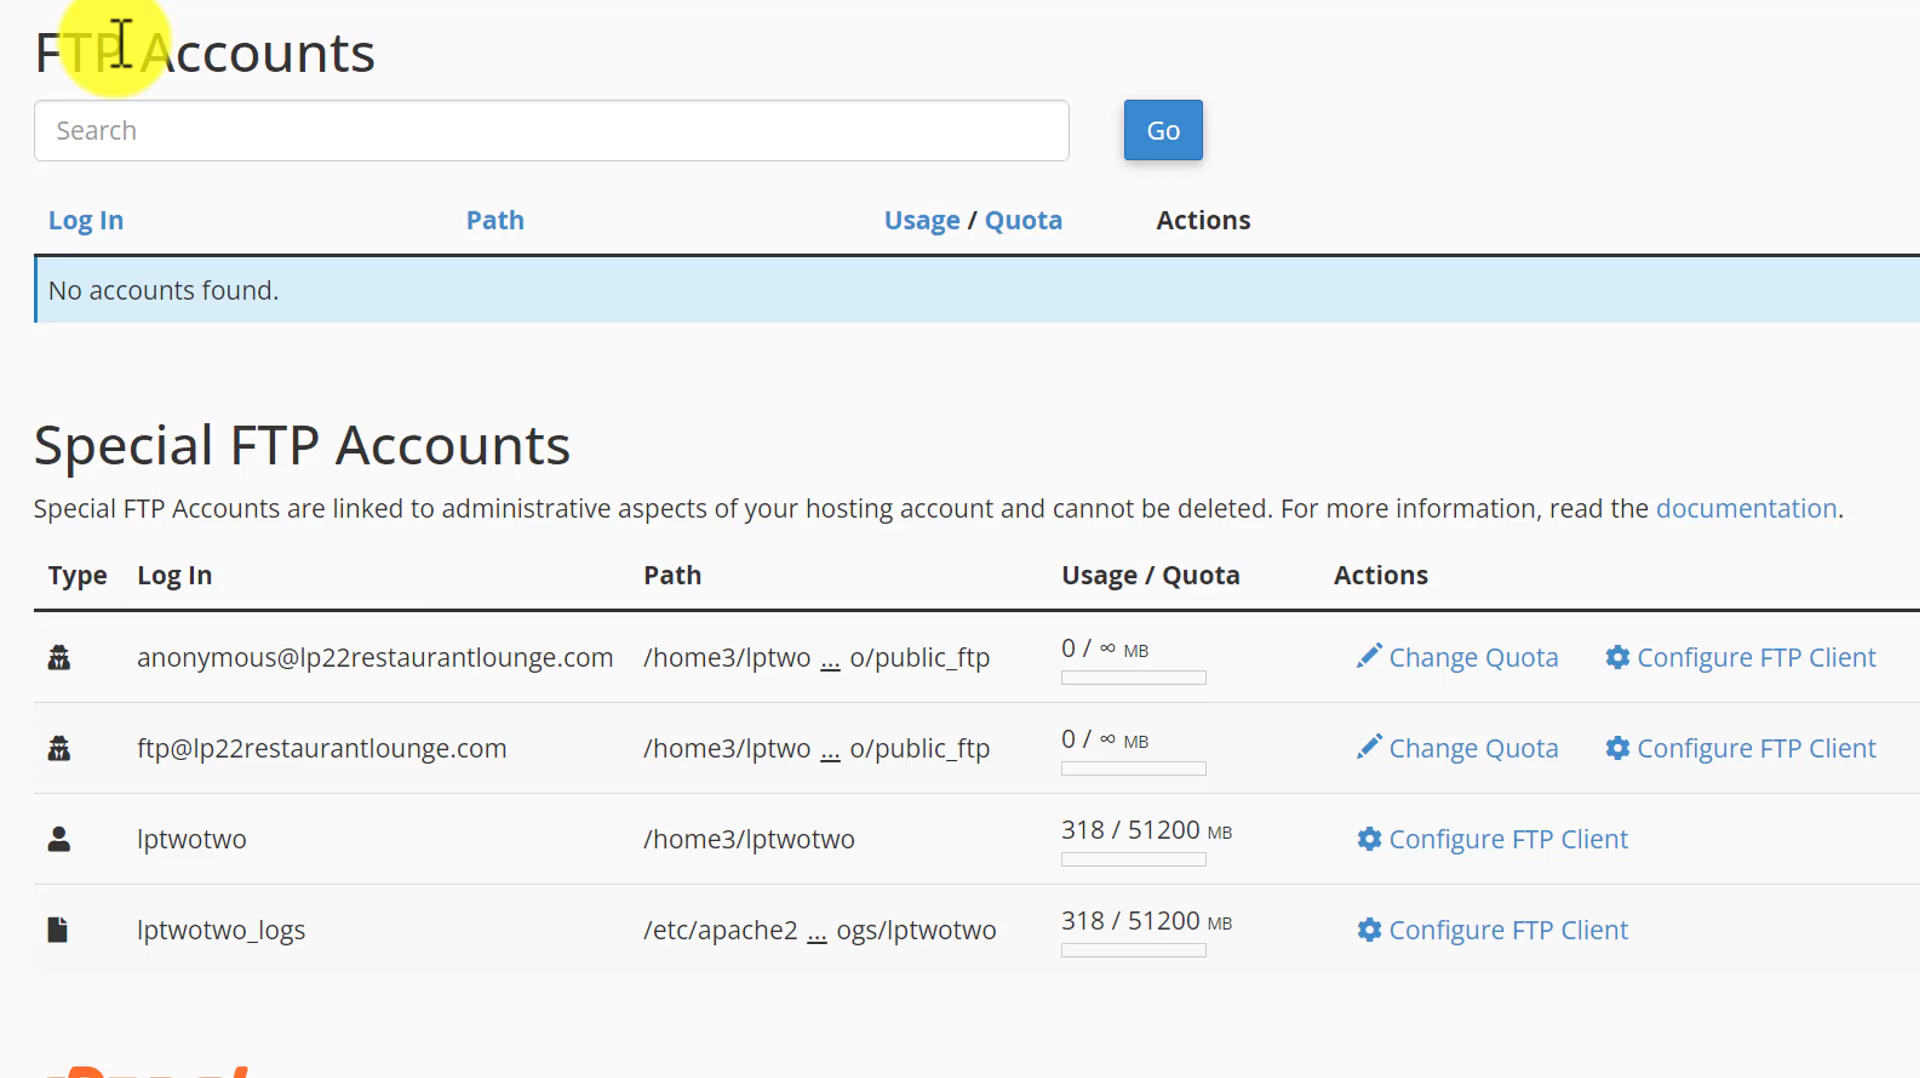 FTP Accounts
Search
Go
Log In Path Usage / Quota Actions
No accounts found.
Special FTP Accounts
Special FTP Accounts are linked to administrative aspects of your hosting account and cannot be deleted. For more information, read the documentation.
Type Log In Path Usage / Quota Actions
anonymous@lp22restaurantlounge.com /home3/lptwo ... o/public_ftp 0 / ∞ MB Change Quota Configure FTP Client
ftp@lp22restaurantlounge.com /home3/lptwo ... o/public_ftp 0 / ∞ MB Change Quota Configure FTP Client
lptwotwo /home3/lptwotwo 318 / 51200 MB Configure FTP Client
lptwotwo_logs /etc/apache2 ... ogs/lptwotwo 318 / 51200 MB Configure FTP Client